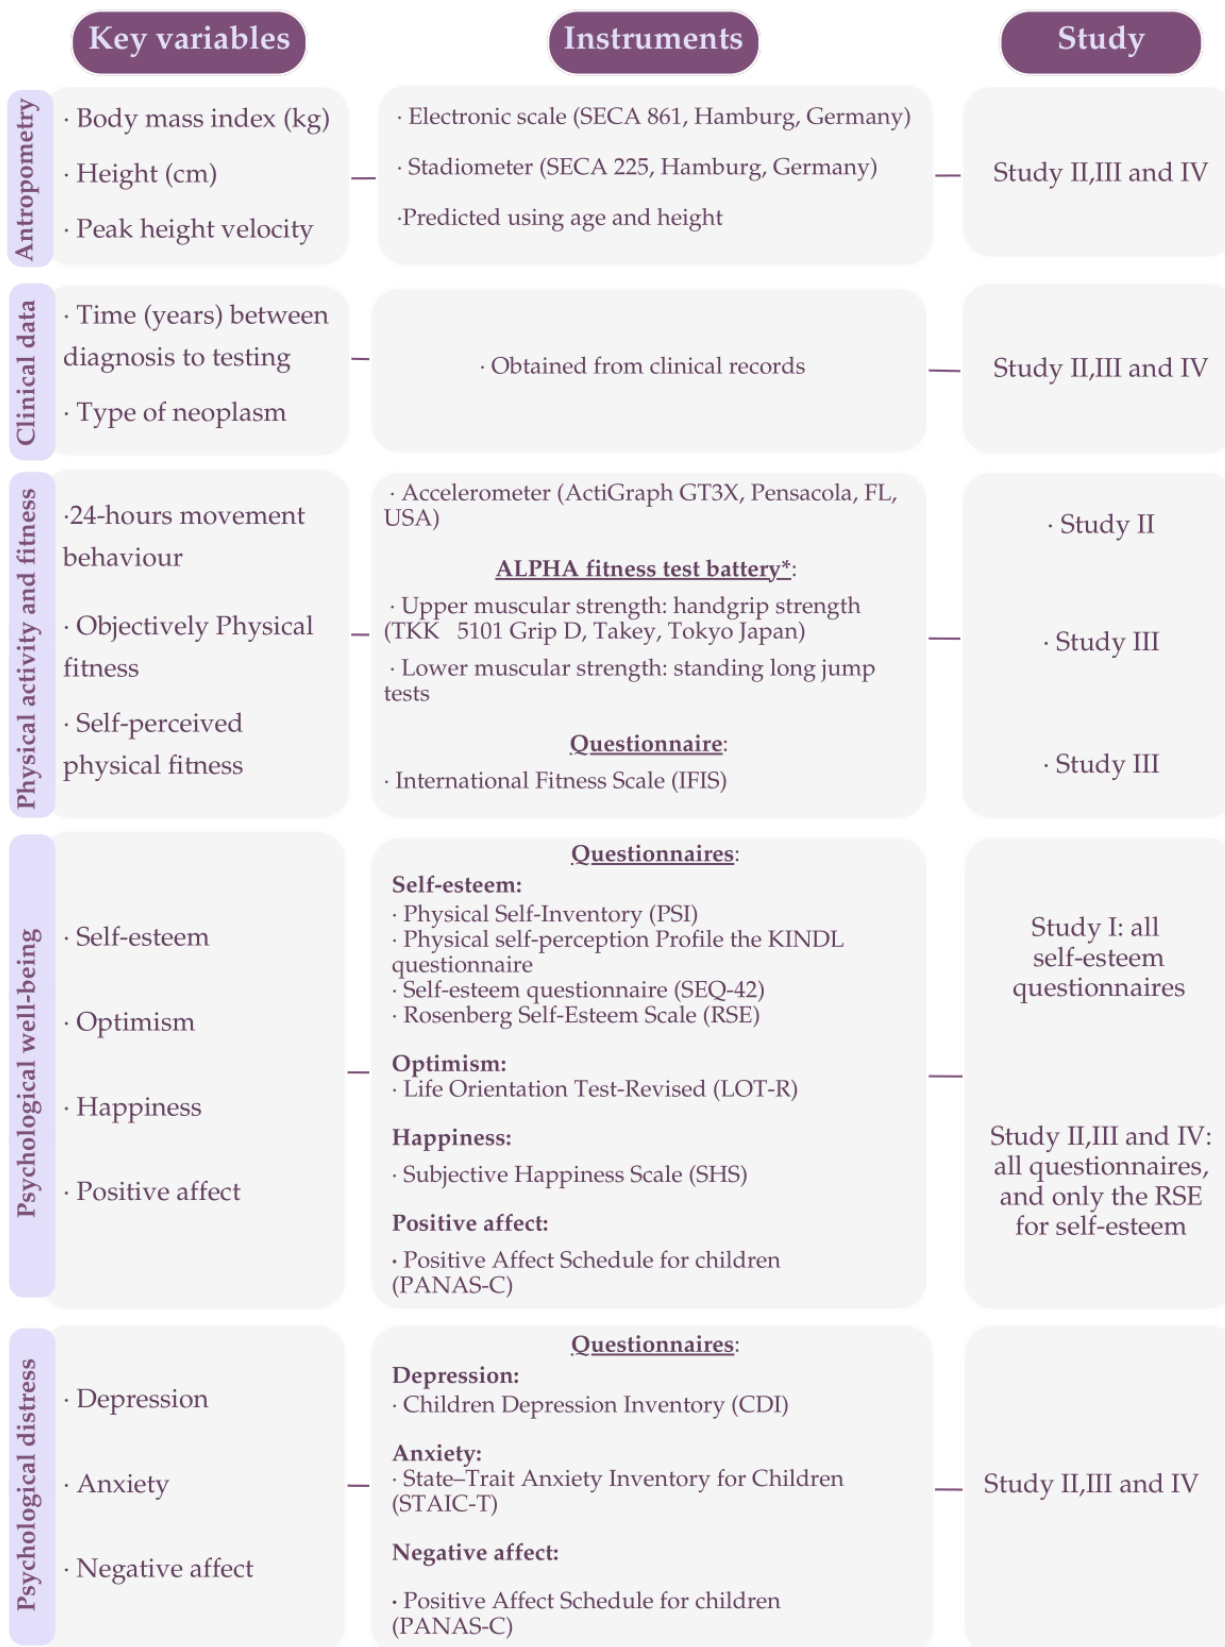 Key variables
Instruments
Study
Antropometry
· Body mass index (kg)
· Height (cm)
· Peak height velocity
· Electronic scale (SECA 861, Hamburg, Germany)
· Stadiometer (SECA 225, Hamburg, Germany)
·Predicted using age and height
Study II,III and IV
Clinical data
· Time (years) between
diagnosis to testing
· Type of neoplasm
· Obtained from clinical records
Study II,III and IV
Physical activity and fitness
·24-hours movement
behaviour
· Objectively Physical
fitness
· Self-perceived
physical fitness
· Accelerometer (ActiGraph GT3X, Pensacola, FL,
USA)
ALPHA fitness test battery*:
· Upper muscular strength: handgrip strength
(TKK 5101 Grip D, Takey, Tokyo Japan)
· Lower muscular strength: standing long jump
tests
Questionnaire:
· International Fitness Scale (IFIS)
· Study II
· Study III
· Study III
Psychological well-being
· Self-esteem
· Optimism
· Happiness
· Positive affect
Questionnaires:
Self-esteem:
· Physical Self-Inventory (PSI)
· Physical self-perception Profile the KINDL
questionnaire
· Self-esteem questionnaire (SEQ-42)
· Rosenberg Self-Esteem Scale (RSE)
Optimism:
· Life Orientation Test-Revised (LOT-R)
Happiness:
· Subjective Happiness Scale (SHS)
Positive affect:
· Positive Affect Schedule for children
(PANAS-C)
Study I: all
self-esteem
questionnaires
Study II,III and IV:
all questionnaires,
and only the RSE
for self-esteem
Psychological distress
· Depression
· Anxiety
· Negative affect
Questionnaires:
Depression:
· Children Depression Inventory (CDI)
Anxiety:
· State–Trait Anxiety Inventory for Children
(STAIC-T)
Negative affect:
· Positive Affect Schedule for children
(PANAS-C)
Study II,III and IV